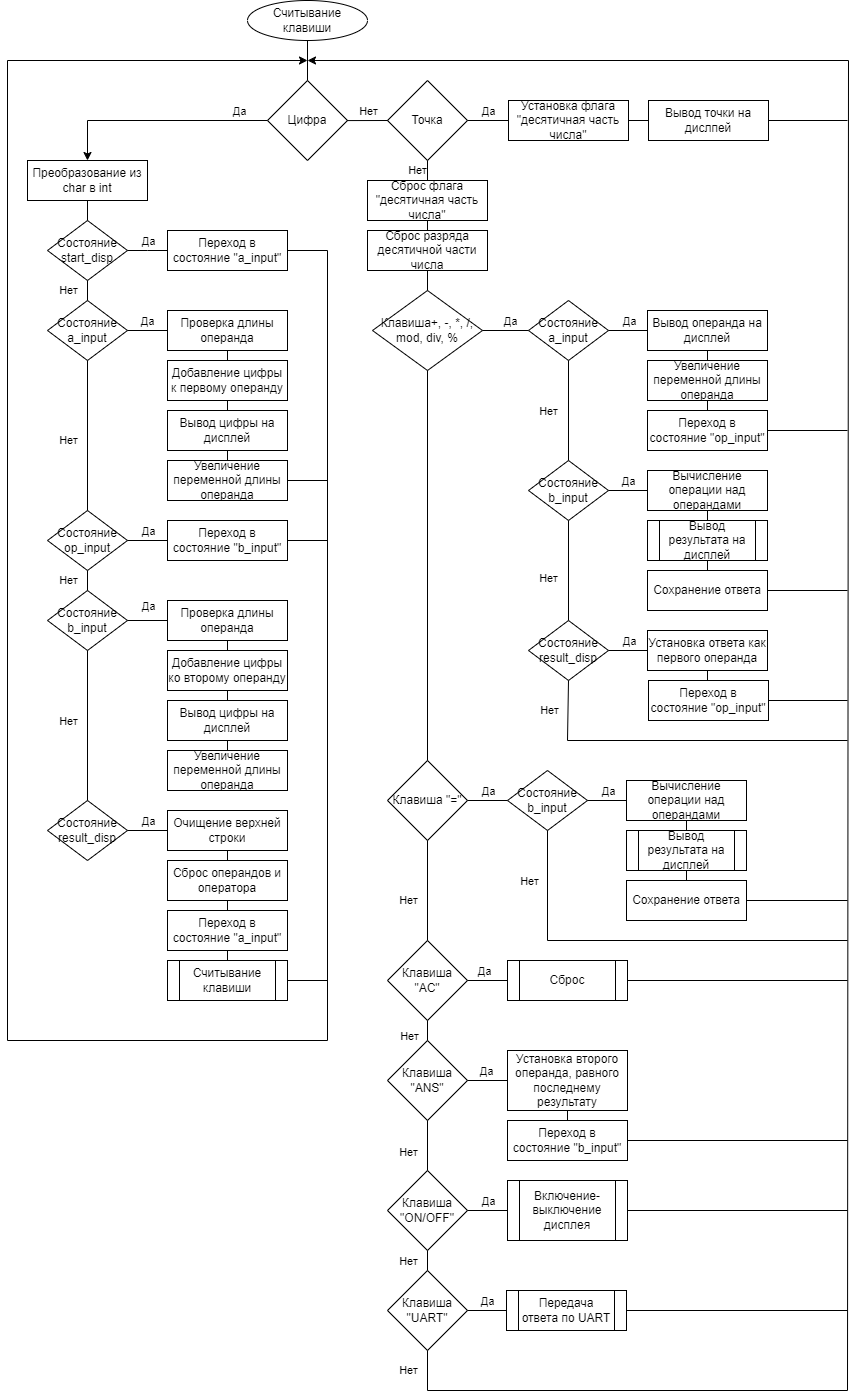 Считывание
клавиши
Да
Цифра
Нет
Точка
Да
Установка флага
"десятичная часть
числа"
Вывод точки на
дислпей
Преобразование из
char в int
Нет
Сброс флага
"десятичная часть
числа"
Сброс разряда
десятичной части
числа
Состояние
start_disp
Да
Переход в
состояние "a_input"
Нет
Состояние
a_input
Да
Проверка длины
операнда
Добавление цифры
к первому операнду
Вывод цифры на
дисплей
Увеличение
переменной длины
операнда
Нет
Состояние
op_input
Да
Переход в
состояние "b_input"
Нет
Состояние
b_input
Да
Проверка длины
операнда
Добавление цифры
ко второму операнду
Вывод цифры на
дисплей
Увеличение
переменной длины
операнда
Нет
Состояние
result_disp
Да
Очищение верхней
строки
Сброс операндов и
оператора
Переход в
состояние "a_input"
Считывание
клавиши
Клавиша+, -, *, /,
mod, div, %
Да
Состояние
a_input
Да
Вывод операнда на
дисплей
Увеличение
переменной длины
операнда
Переход в
состояние "op_input"
Нет
Состояние
b_input
Да
Вычисление
операции над
операндами
Вывод
результата на
дисплей
Сохранение ответа
Нет
Состояние
result_disp
Да
Установка ответа как
первого операнда
Переход в
состояние "op_input"
Нет
Клавиша "="
Да
Состояние
b_input
Да
Вычисление
операции над
операндами
Вывод
результата на
дисплей
Сохранение ответа
Нет
Нет
Клавиша
"AC"
Да
Сброс
Нет
Клавиша
"ANS"
Да
Установка второго
операнда, равного
последнему
результату
Переход в
состояние "b_input"
Нет
Клавиша
"ON/OFF"
Да
Включение-
выключение
дисплея
Нет
Клавиша
"UART"
Да
Передача
ответа по UART
Нет